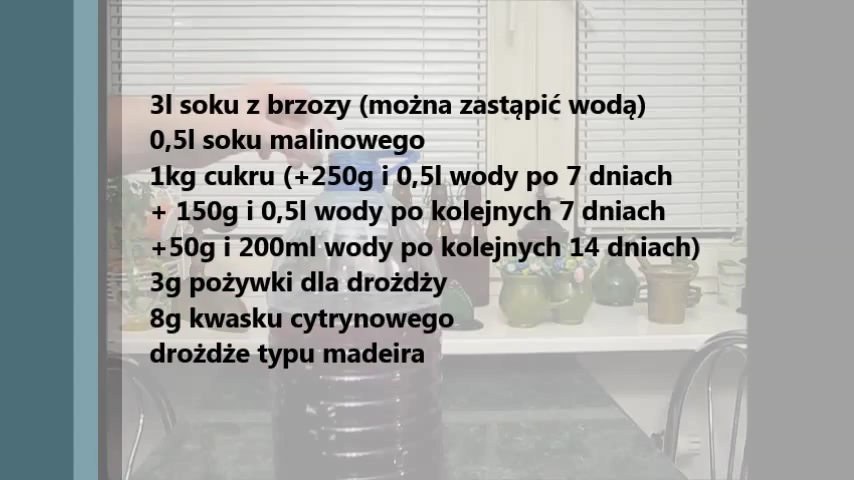 3l soku z brzozy (można zastąpić wodą)
0,5l soku malinowego
1kg cukru (+250g i 0,5l wody po 7 dniach
+ 150g i 0,5l wody po kolejnych 7 dniach
+50g i 200ml wody po kolejnych 14 dniach)
3g pożywki dla drożdży
8g kwasku cytrynowego
drożdże typu madeira